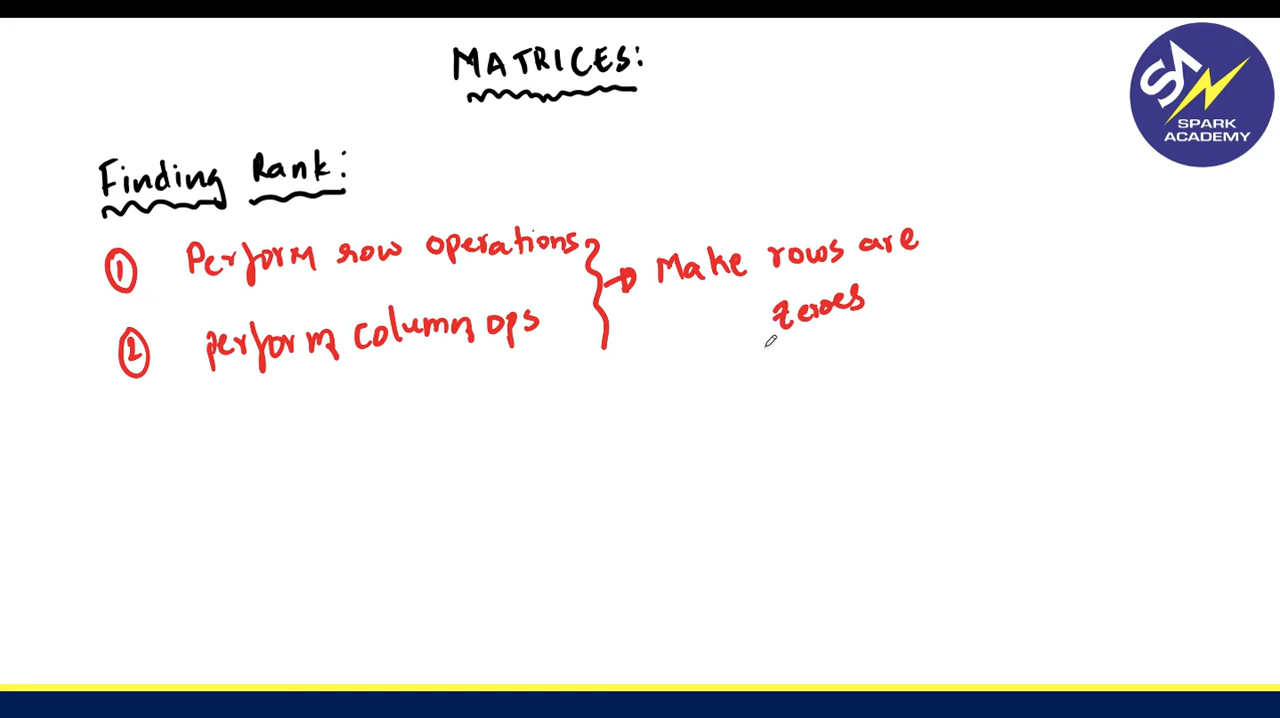 MATRICES:
SPARK
ACADEMY
Finding Rank:
① Perform row operations
② perform column ops
→ Make rows are
zeroes